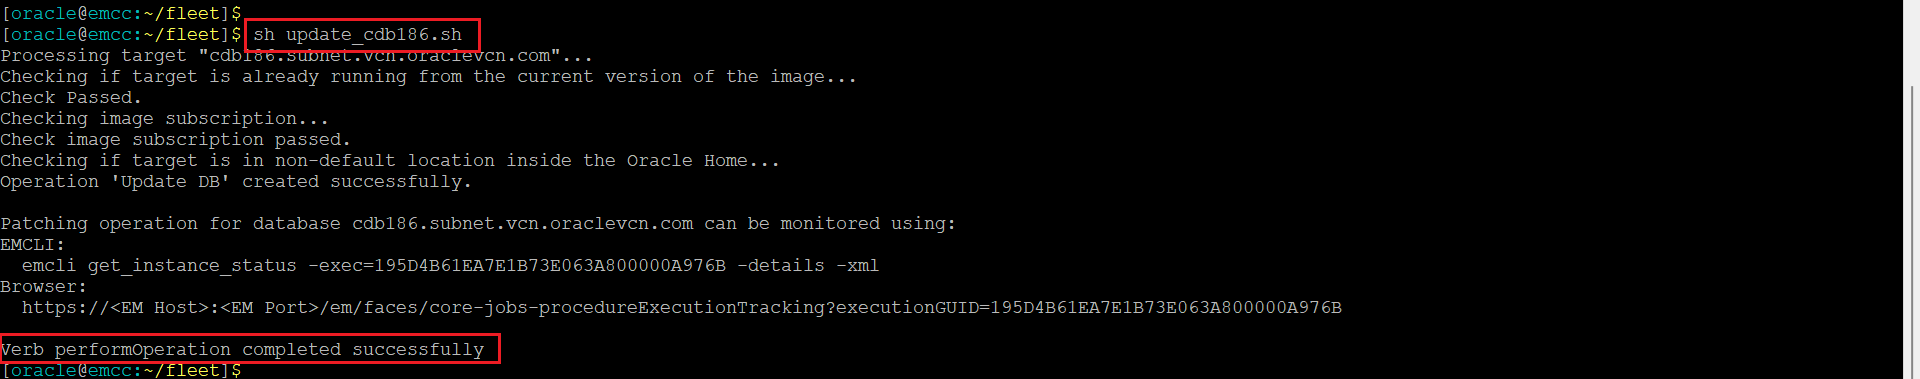 [oracle@emcc:~/fleet]$
[oracle@emcc:~/fleet]$ sh update_cdb186.sh
Processing target "cdb186.subnet.vcn.oraclevcn.com"...
Checking if target is already running from the current version of the image...
Check Passed.
Checking image subscription...
Check image subscription passed.
Checking if target is in non-default location inside the Oracle Home...
Operation 'Update DB' created successfully.
Patching operation for database cdb186.subnet.vcn.oraclevcn.com can be monitored using:
EMCLI:
emcli get_instance_status -exec=195D4B61EA7E1B73E063A800000A976B -details -xml
Browser:
https://<EM Host>:<EM Port>/em/faces/core-jobs-procedureExecutionTracking?executionGUID=195D4B61EA7E1B73E063A800000A976B
Verb performOperation completed successfully
[oracle@emcc:~/fleet]$